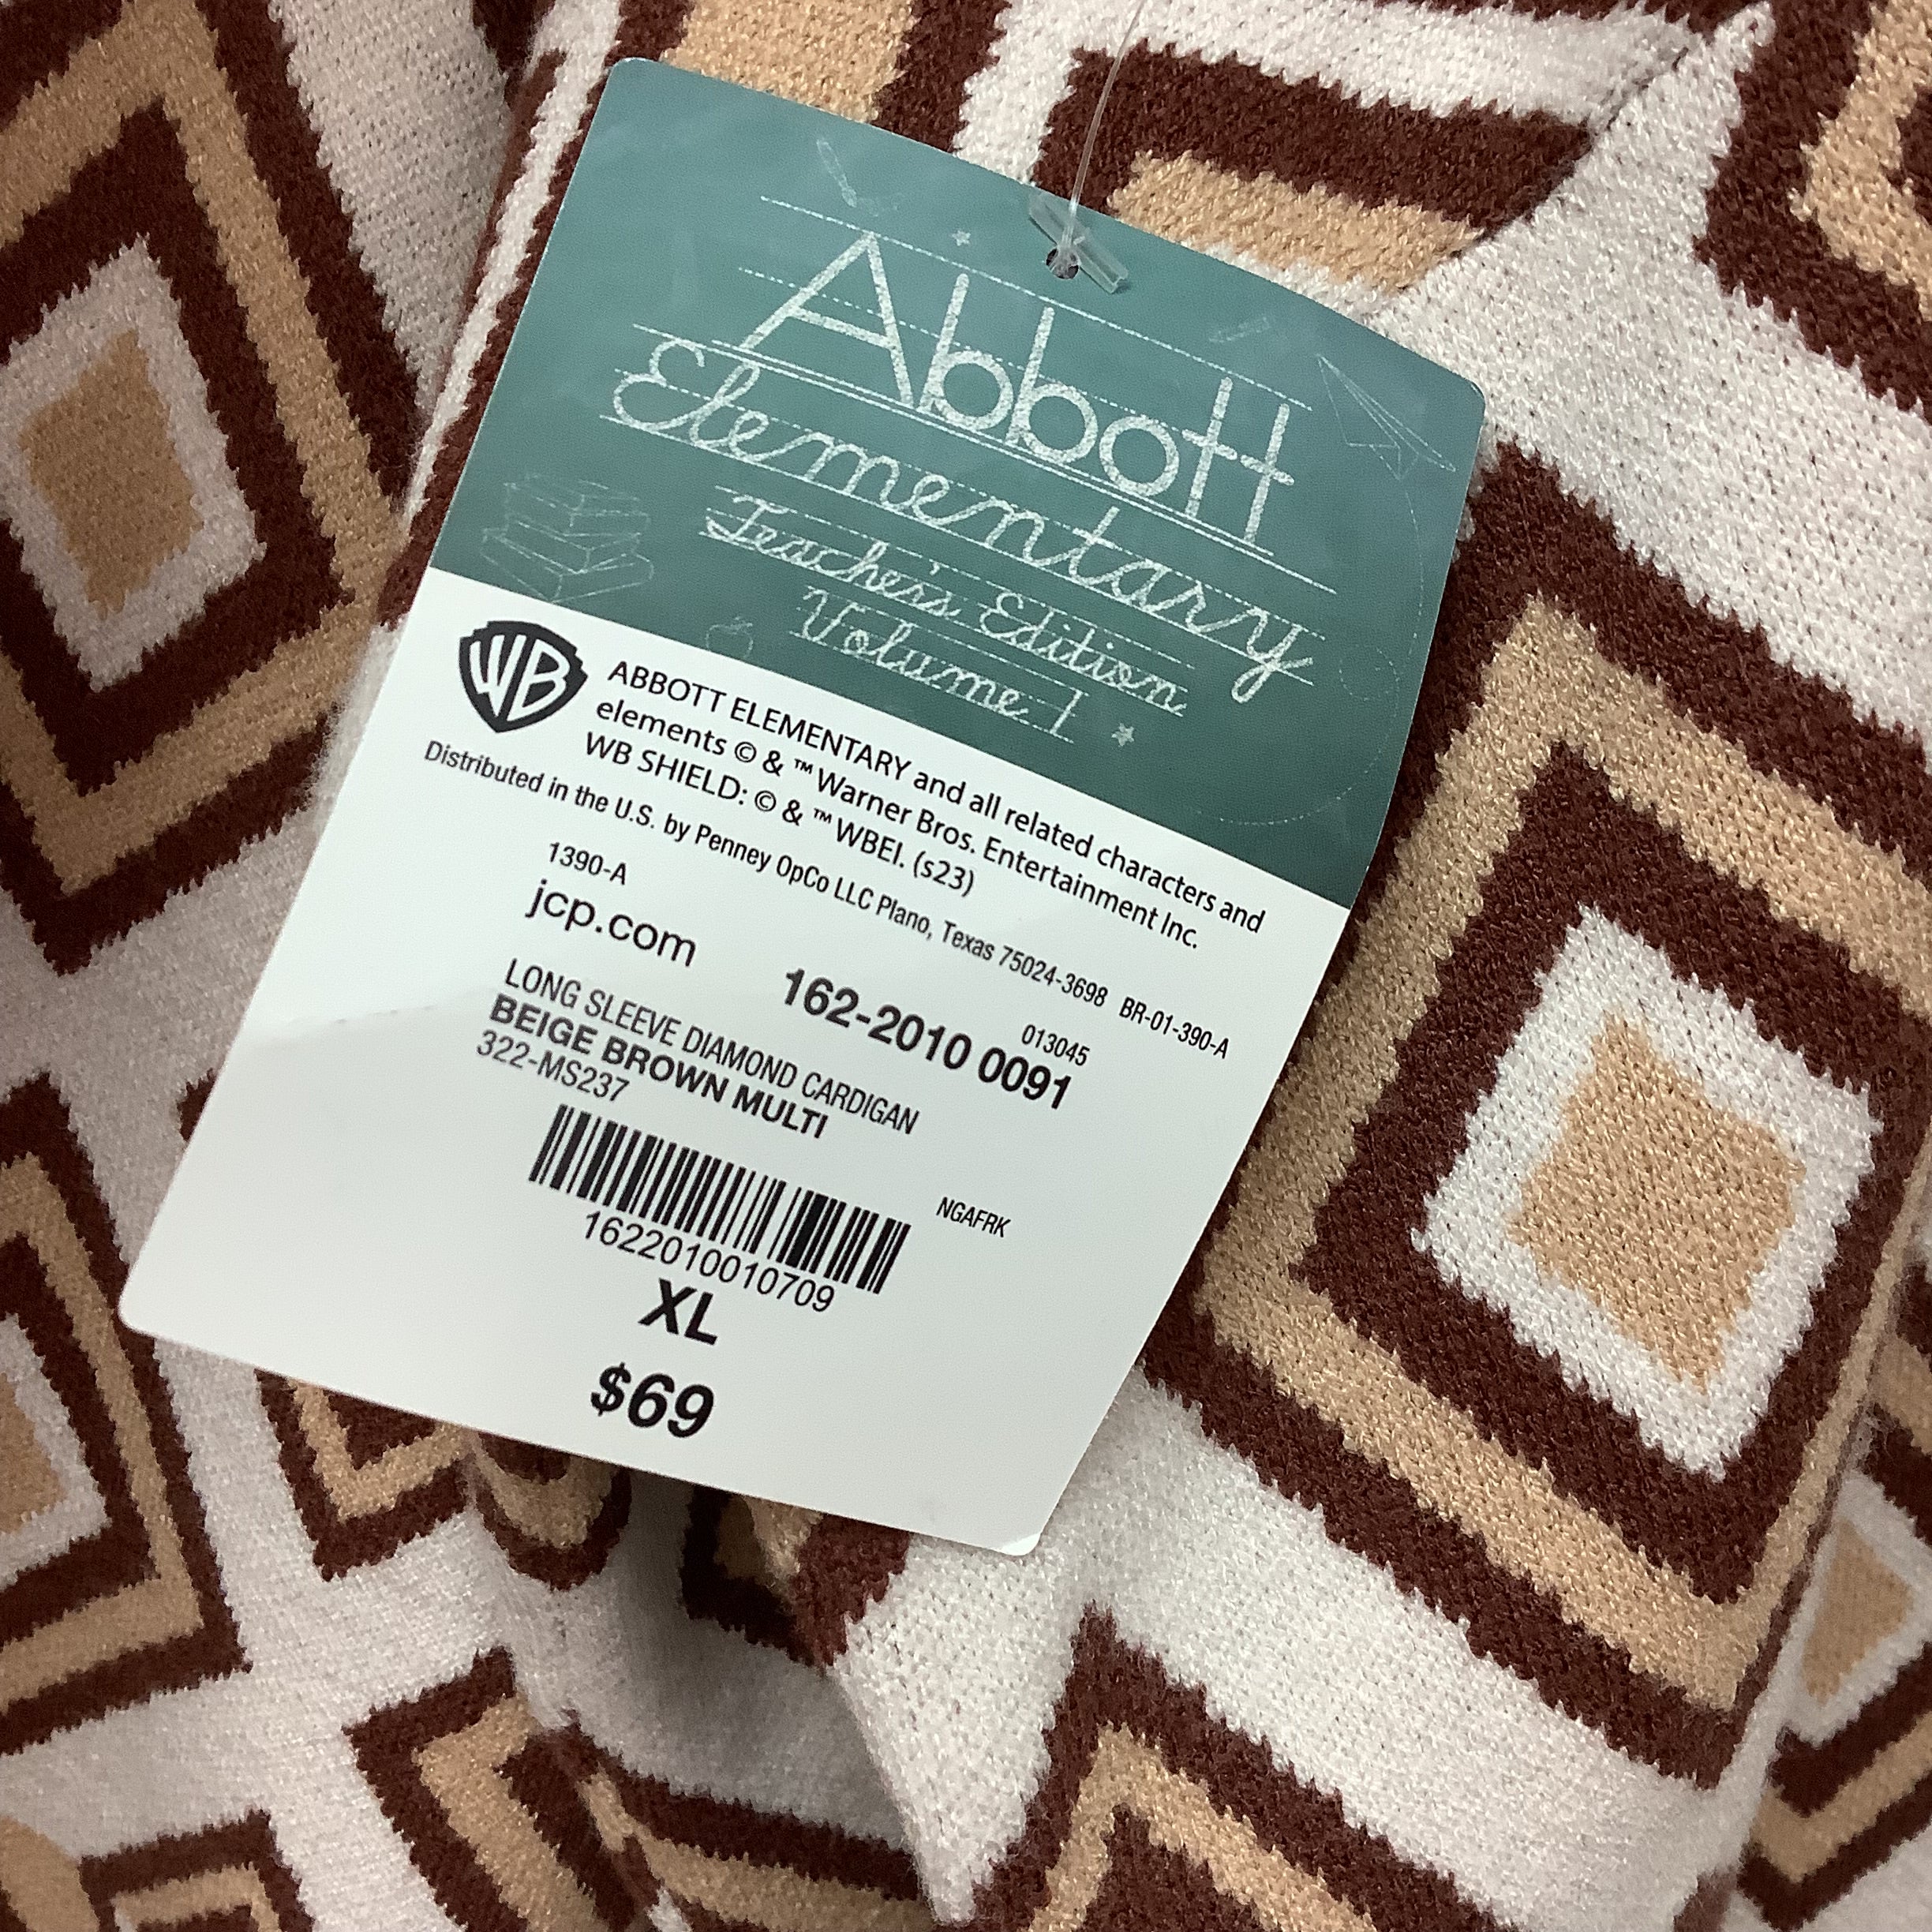 Abbott
Elementary
Teacher's Edition
Volume 1
WB
ABBOTT ELEMENTARY and all related characters and
elements © & ™ Warner Bros. Entertainment Inc.
WB SHIELD: © & ™ WBEI. (s23)
Distributed in the U.S. by Penney OpCo LLC Plano, Texas 75024-3698 BR-01-390-A
1390-A
jcp.com
013045
162-2010 0091
LONG SLEEVE DIAMOND CARDIGAN
BEIGE BROWN MULTI
322-MS237
NGAFRK
1622010010709
XL
$69